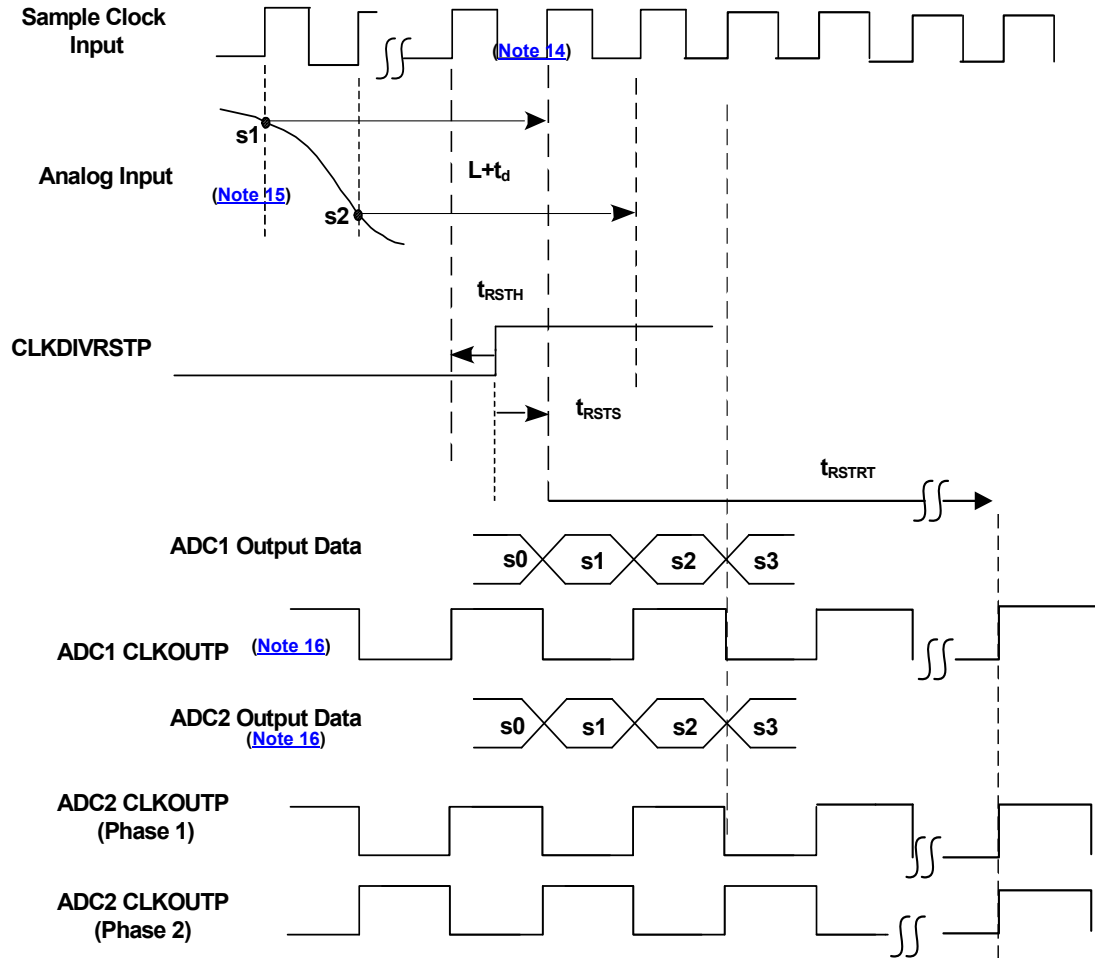 Sample Clock
Input
(Note 14)
s1
L+td
Analog Input
(Note 15)
s2
tRSTH
CLKDIVRSTP
tRSTS
tRSTRT
ADC1 Output Data
s0 s1 s2 s3
ADC1 CLKOUTP (Note 16)
ADC2 Output Data
(Note 16)
s0 s1 s2 s3
ADC2 CLKOUTP
(Phase 1)
ADC2 CLKOUTP
(Phase 2)